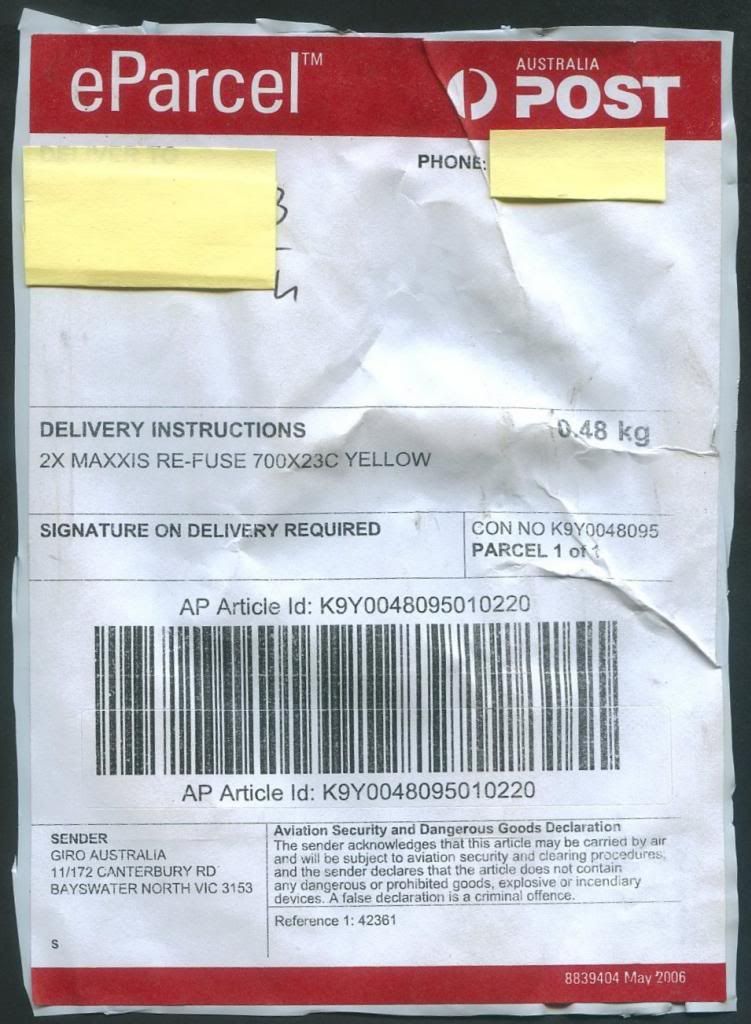 eParcel™
AUSTRALIA
POST
DELIVER TO
PHONE:
3
4
DELIVERY INSTRUCTIONS
0.48 kg
2X MAXXIS RE-FUSE 700X23C YELLOW
SIGNATURE ON DELIVERY REQUIRED
CON NO K9Y0048095
PARCEL 1 of 1
AP Article Id: K9Y0048095010220
AP Article Id: K9Y0048095010220
SENDER
GIRO AUSTRALIA
11/172 CANTERBURY RD
BAYSWATER NORTH VIC 3153
S
Aviation Security and Dangerous Goods Declaration
The sender acknowledges that this article may be carried by air
and will be subject to aviation security and clearing procedures;
and the sender declares that the article does not contain
any dangerous or prohibited goods, explosive or incendiary
devices. A false declaration is a criminal offence.
Reference 1: 42361
8839404 May 2006